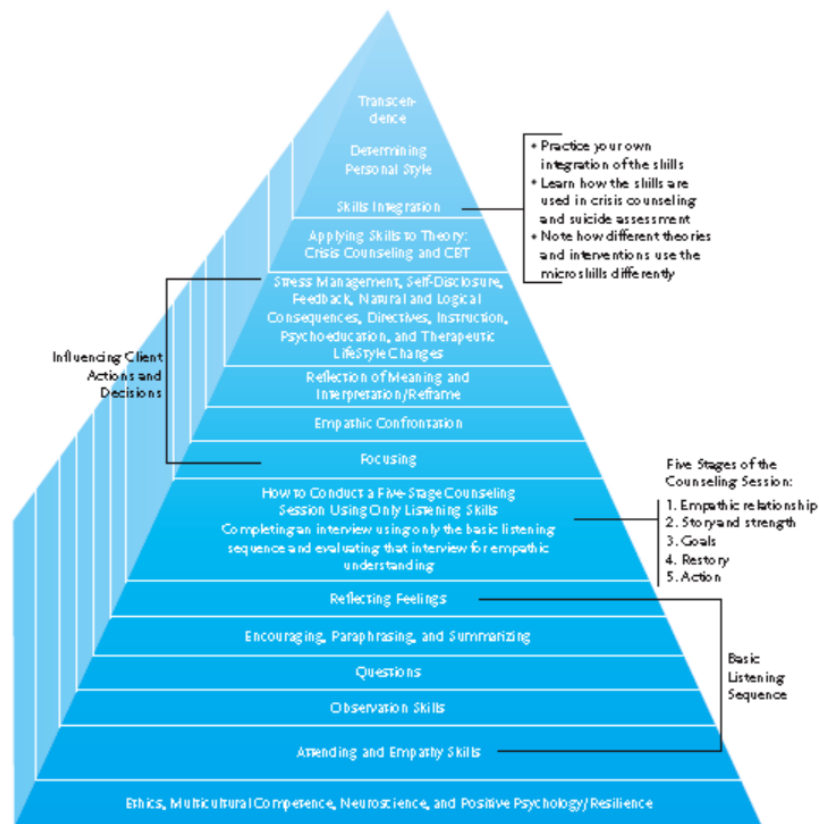 Transcen-
dence
Determining
Personal Style
Skills Integration
• Practice your own
integration of the skills
• Learn how the skills are
used in crisis counseling
and suicide assessment
• Note how different theories
and interventions use the
microskills differently
Applying Skills to Theory:
Crisis Counseling and CBT
Stress Management, Self-Disclosure,
Feedback, Natural and Logical
Consequences, Directives, Instruction,
Psychoeducation, and Therapeutic
LifeStyle Changes
Influencing Client
Actions and
Decisions
Reflection of Meaning and
Interpretation/Reframe
Empathic Confrontation
Focusing
How to Conduct a Five-Stage Counseling
Session Using Only Listening Skills
Completing an interview using only the basic listening
sequence and evaluating that interview for empathic
understanding
Five Stages of the
Counseling Session:
1. Empathic relationship
2. Story and strength
3. Goals
4. Restory
5. Action
Reflecting Feelings
Encouraging, Paraphrasing, and Summarizing
Questions
Observation Skills
Attending and Empathy Skills
Basic
Listening
Sequence
Ethics, Multicultural Competence, Neuroscience, and Positive Psychology/Resilience